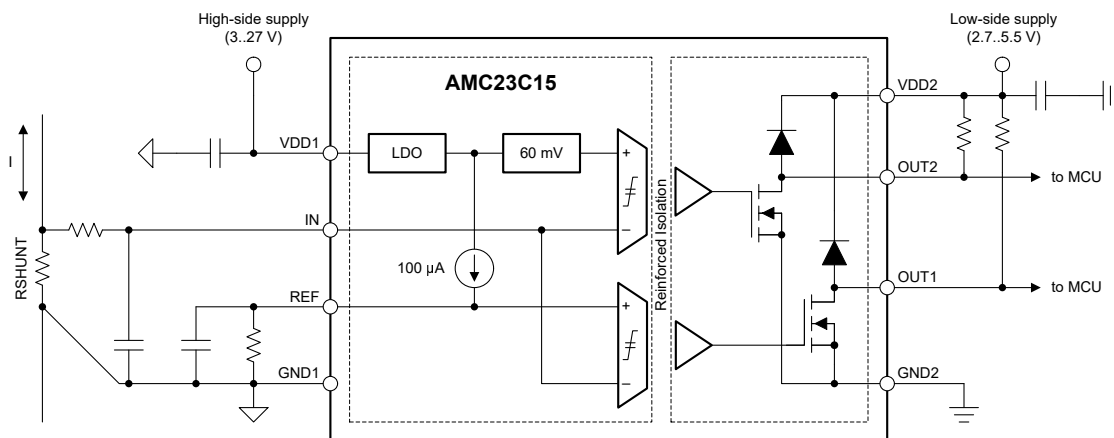 High-side supply
(3..27 V)
Low-side supply
(2.7..5.5 V)
AMC23C15
VDD1
LDO
60 mV
+
−
VDD2
OUT2
to MCU
I
RSHUNT
IN
100 µA
REF
+
−
GND1
Reinforced Isolation
OUT1
to MCU
GND2